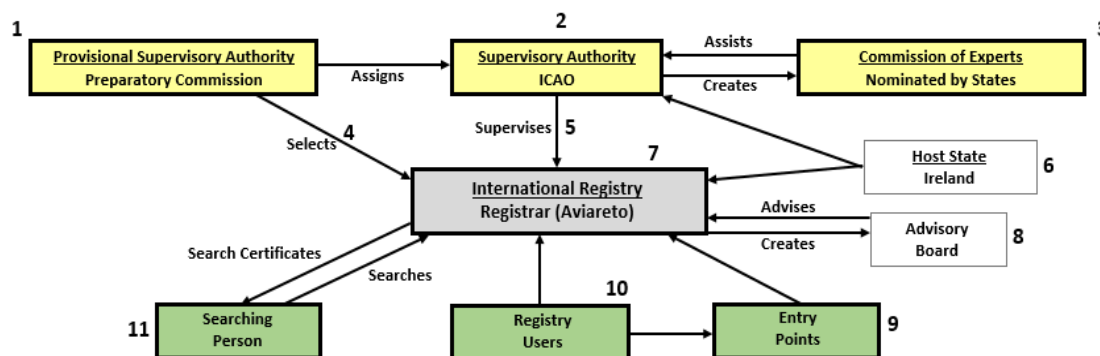 1
2
3
Provisional Supervisory Authority
Preparatory Commission
Assigns
Supervisory Authority
ICAO
Assists
Creates
Commission of Experts
Nominated by States
Selects
4
Supervises
5
7
Host State
Ireland
6
International Registry
Registrar (Aviareto)
Advises
Creates
Advisory
Board
8
Search Certificates
Searches
11
Searching
Person
10
Registry
Users
Entry
Points
9